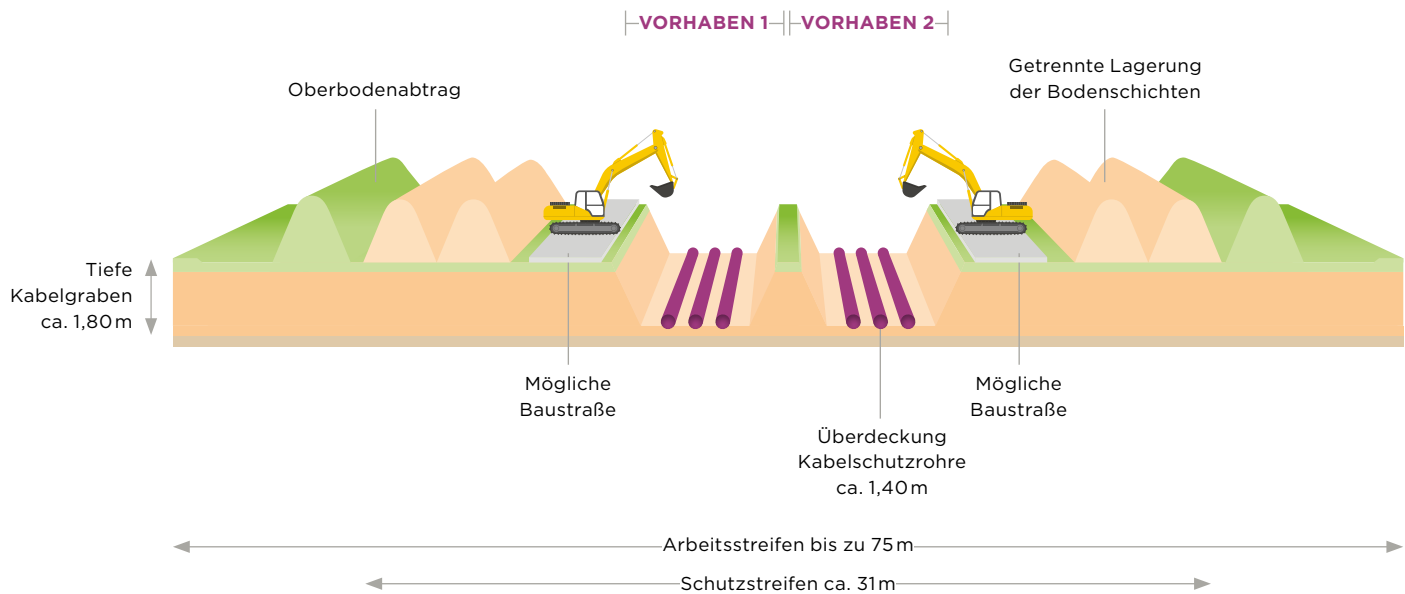 VORHABEN 1
VORHABEN 2
Oberbodenabtrag
Getrennte Lagerung
der Bodenschichten
Tiefe
Kabelgraben
ca. 1,80 m
Mögliche
Baustraße
Mögliche
Baustraße
Überdeckung
Kabelschutzrohre
ca. 1,40 m
Arbeitsstreifen bis zu 75 m
Schutzstreifen ca. 31 m